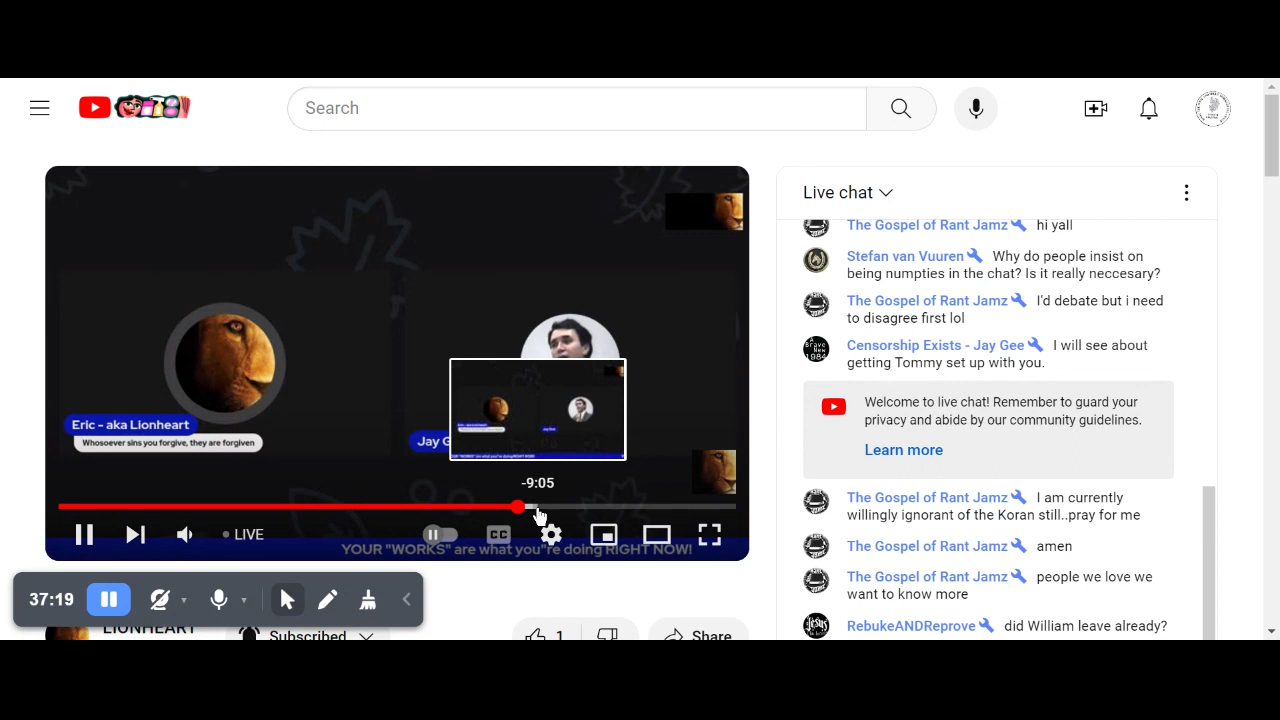 Search
Live chat
The Gospel of Rant Jamz hi yall
Stefan van Vuuren Why do people insist on
being numpties in the chat? Is it really neccesary?
The Gospel of Rant Jamz I'd debate but i need
to disagree first lol
Censorship Exists - Jay Gee I will see about
getting Tommy set up with you.
Welcome to live chat! Remember to guard your
privacy and abide by our community guidelines.
Learn more
The Gospel of Rant Jamz I am currently
willingly ignorant of the Koran still..pray for me
The Gospel of Rant Jamz amen
The Gospel of Rant Jamz people we love we
want to know more
RebukeANDReprove did William leave already?
Eric - aka Lionheart
Whosoever sins you forgive, they are forgiven
Jay G
-9:05
LIVE
CC
YOUR "WORKS" are what you"re doing RIGHT NOW!
37:19
LIONHEART
Subscribed
1
Share